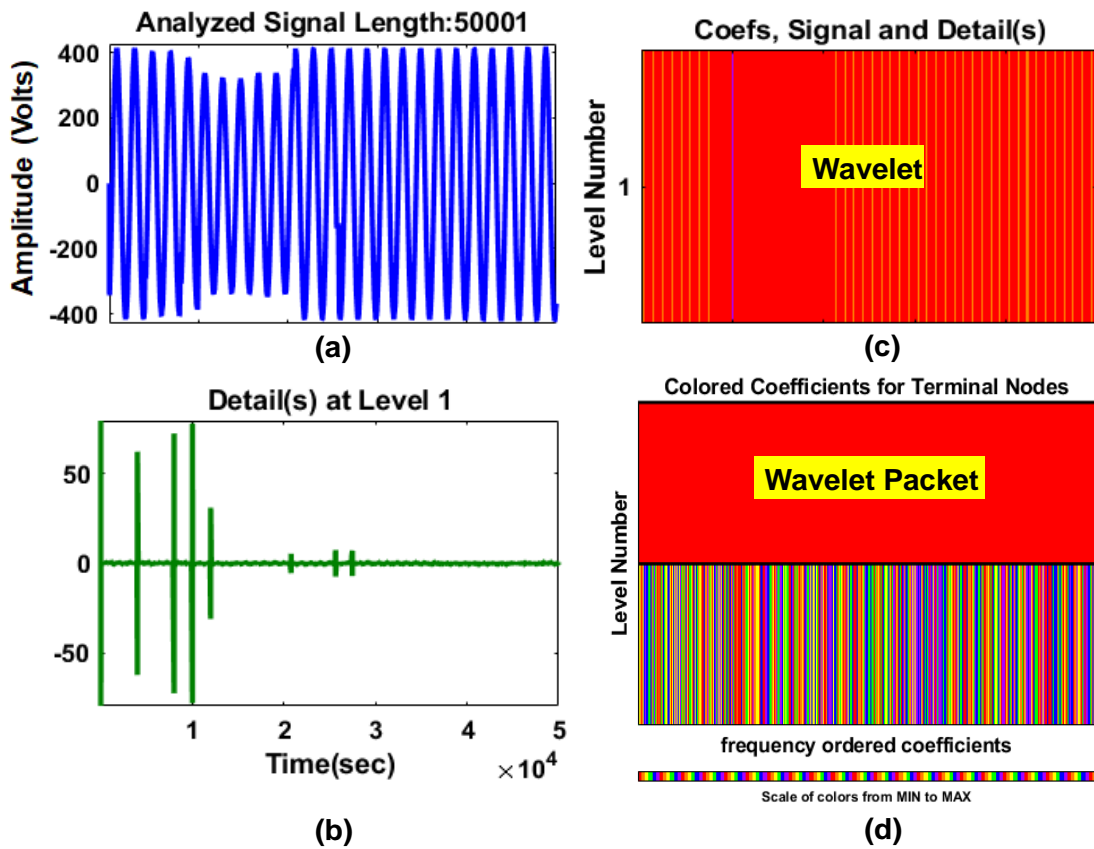 Analyzed Signal Length:50001
Amplitude (Volts)
400
200
0
-200
-400
(a)
Detail(s) at Level 1
50
0
-50
1
2
3
4
5
Time(sec)
×10⁴
(b)
Coefs, Signal and Detail(s)
Level Number
1
Wavelet
(c)
Colored Coefficients for Terminal Nodes
Level Number
Wavelet Packet
frequency ordered coefficients
Scale of colors from MIN to MAX
(d)